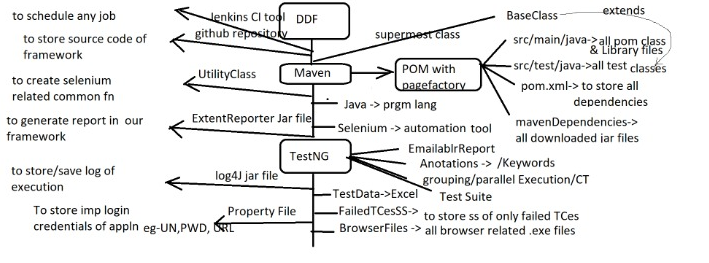 to schedule any job
Jenkins CI tool
DDF
BaseClass
extends
to store source code of
framework
github repository
supermost class
src/main/java->all pom class
& Library files
Maven
POM with
pagefactory
src/test/java->all test classes
to create selenium
related common fn
UtilityClass
pom.xml-> to store all
dependencies
Java -> prgm lang
to generate report in our
framework
ExtentReporter Jar file
Selenium -> automation tool
mavenDependencies->
all downloaded jar files
TestNG
EmailablrReport
Anotations -> /Keywords
grouping/parallel Execution/CT
Test Suite
to store/save log of
execution
log4J jar file
TestData->Excel
To store imp login
credentials of appln
eg-UN,PWD, URL
Property File
FailedTCesSS->
to store ss of only failed TCes
BrowserFiles ->
all browser related .exe files